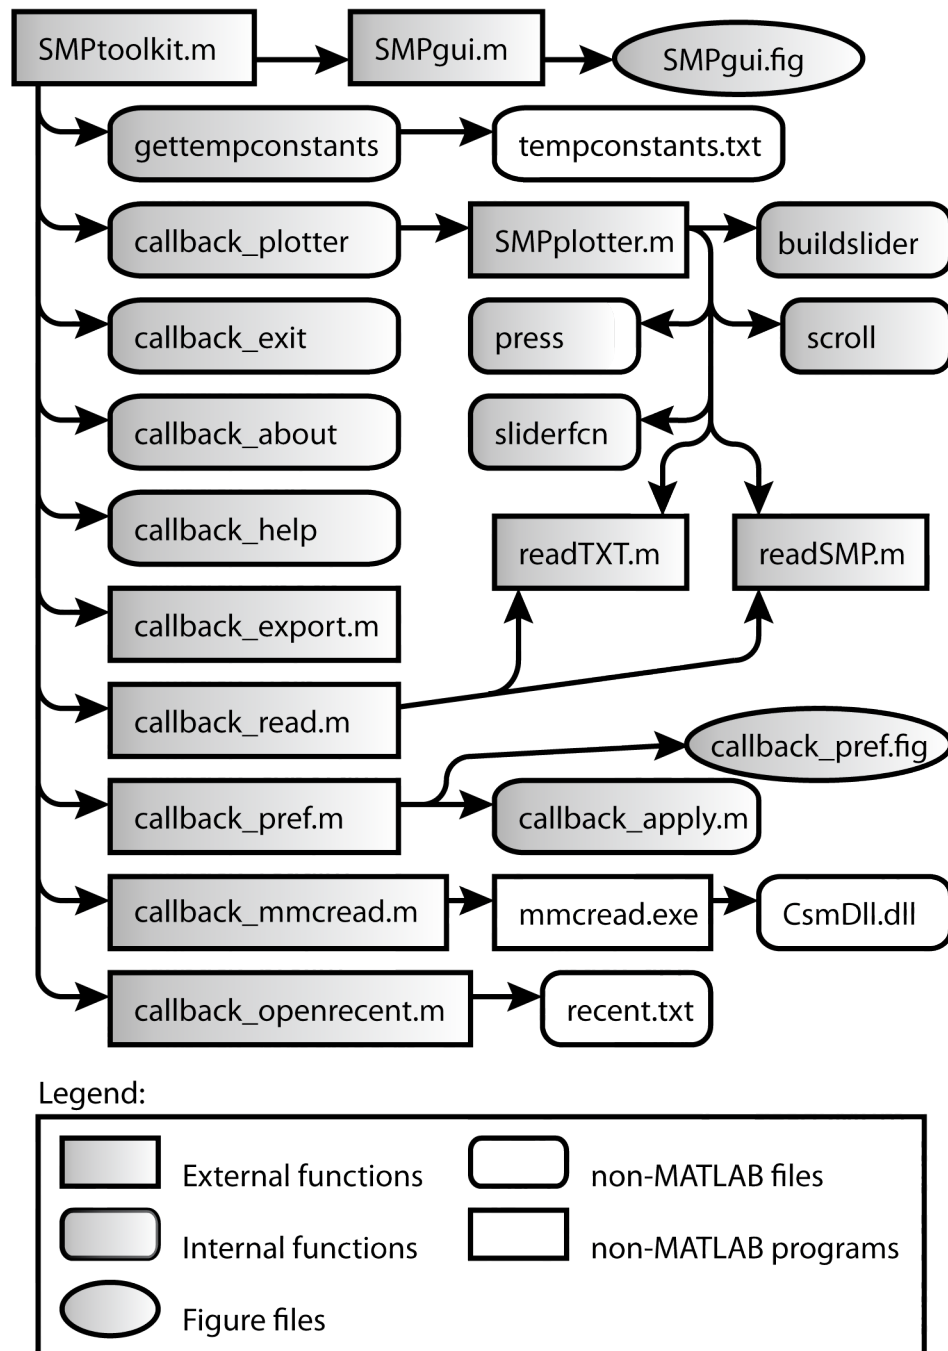 SMPtoolkit.m
SMPgui.m
SMPgui.fig
gettempconstants
tempconstants.txt
callback_plotter
SMPplotter.m
buildslider
callback_exit
press
scroll
callback_about
sliderfcn
callback_help
readTXT.m
readSMP.m
callback_export.m
callback_read.m
callback_pref.fig
callback_pref.m
callback_apply.m
callback_mmcread.m
mmcread.exe
CsmDll.dll
callback_openrecent.m
recent.txt
Legend:
External functions
non-MATLAB files
Internal functions
non-MATLAB programs
Figure files